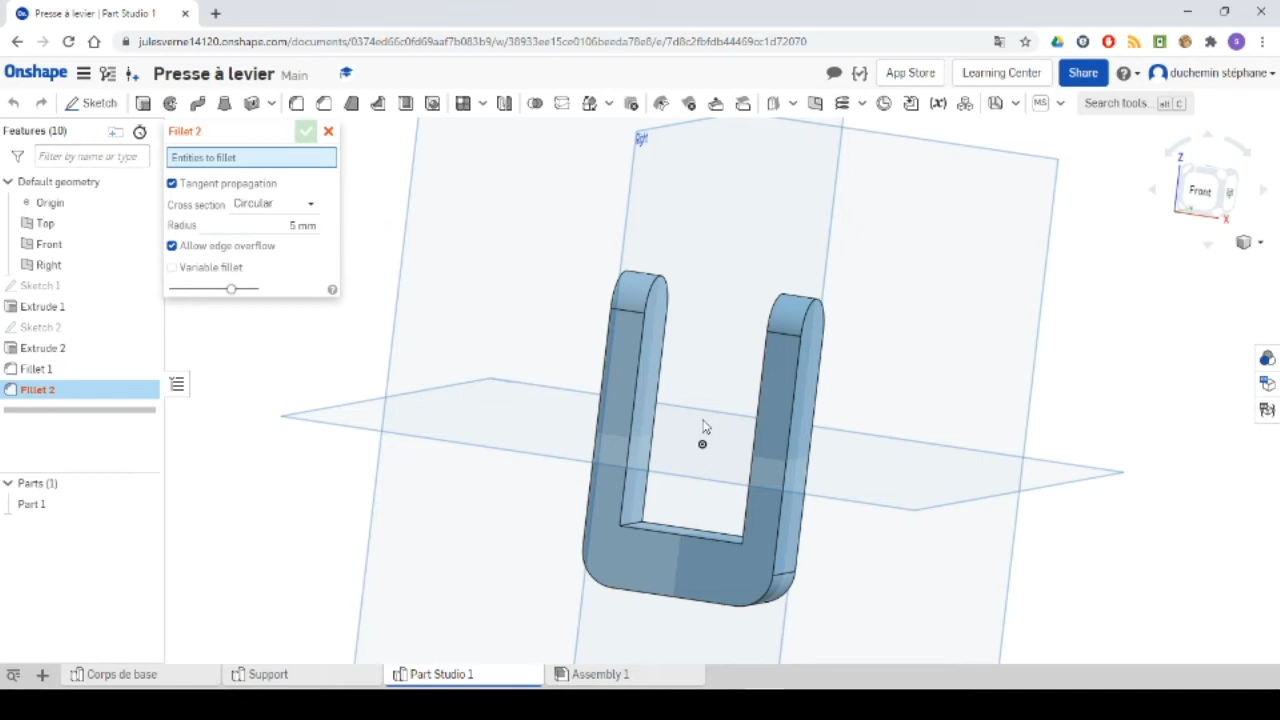 Presse à levier | Part Studio 1
julesverne14120.onshape.com/documents/0374ed66c0fd69aaf7b083b9/w/38933ee15ce0106beeda78e8/e/7d8c2fbfdb44469cc1d72070
Onshape Presse à levier Main App Store Learning Center Share duchemin stéphane
Sketch MS Search tools... alt C
Features (10)
Filter by name or type
Default geometry
Origin
Top
Front
Right
Sketch 1
Extrude 1
Sketch 2
Extrude 2
Fillet 1
Fillet 2
Parts (1)
Part 1
Fillet 2
Entities to fillet
Tangent propagation
Cross section Circular
Radius 5 mm
Allow edge overflow
Variable fillet
Right
Z
Front
X
Corps de base Support Part Studio 1 Assembly 1